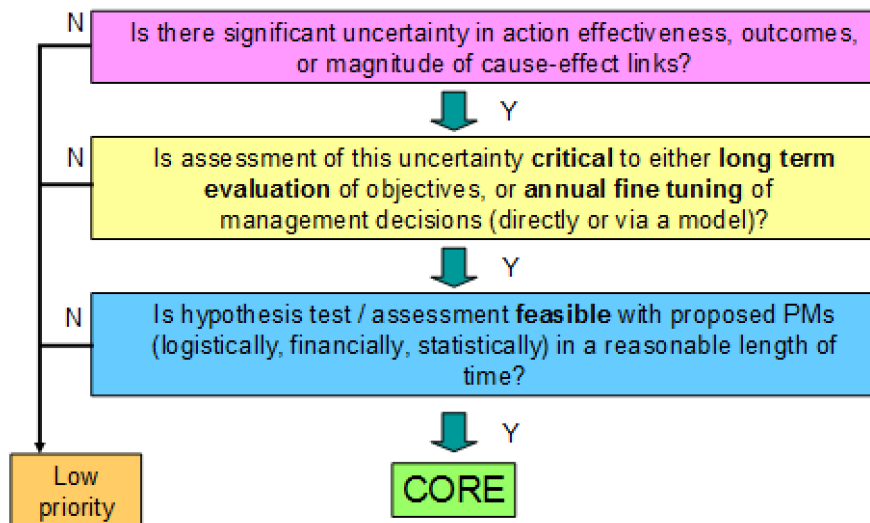 N
Is there significant uncertainty in action effectiveness, outcomes,
or magnitude of cause-effect links?
Y
N
Is assessment of this uncertainty critical to either long term
evaluation of objectives, or annual fine tuning of
management decisions (directly or via a model)?
Y
N
Is hypothesis test / assessment feasible with proposed PMs
(logistically, financially, statistically) in a reasonable length of
time?
Y
Low
priority
CORE